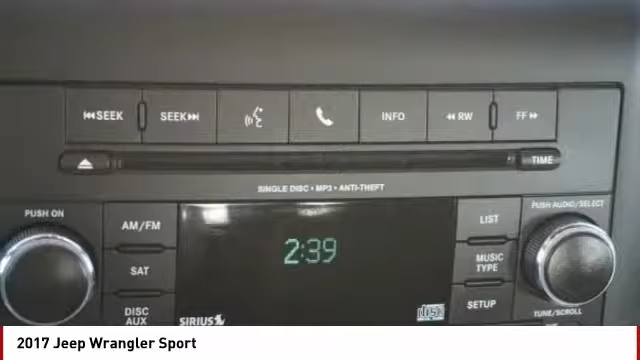 SEEK
SEEK
INFO
RW
FF
TIME
SINGLE DISC • MP3 • ANTI-THEFT
PUSH ON
PUSH AUDIO/SELECT
AM/FM
LIST
2:39
SAT
MUSIC
TYPE
DISC
AUX
SETUP
SIRIUS
disc
TUNE/SCROLL
2017 Jeep Wrangler Sport